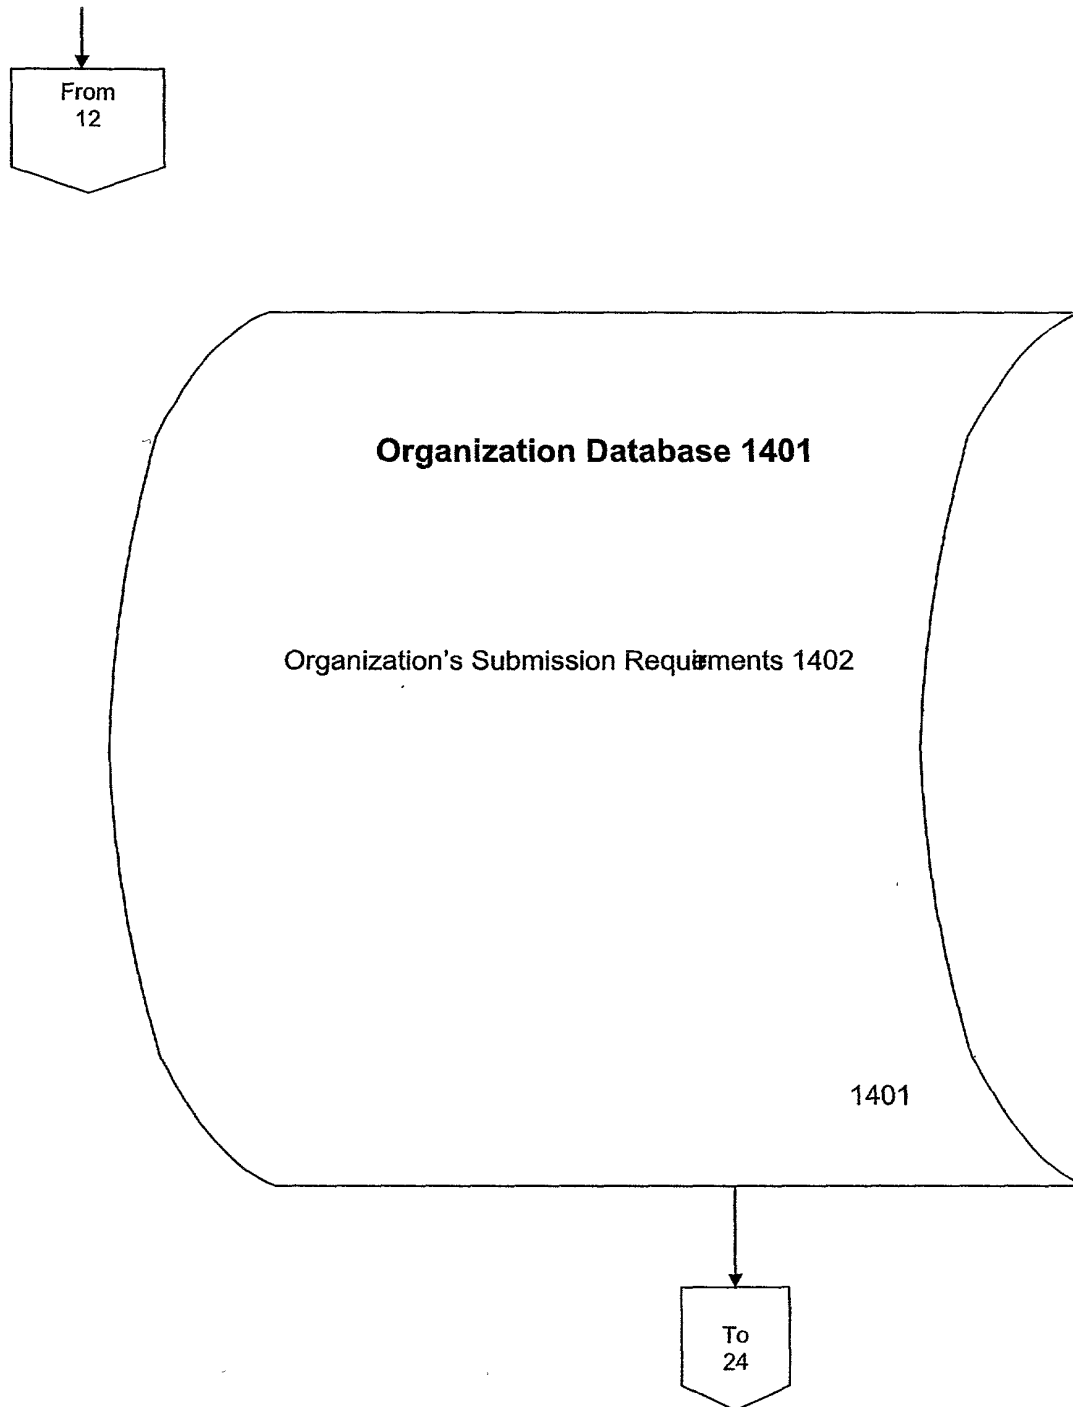 From
12
Organization Database 1401
Organization's Submission Requirements 1402
1401
To
24